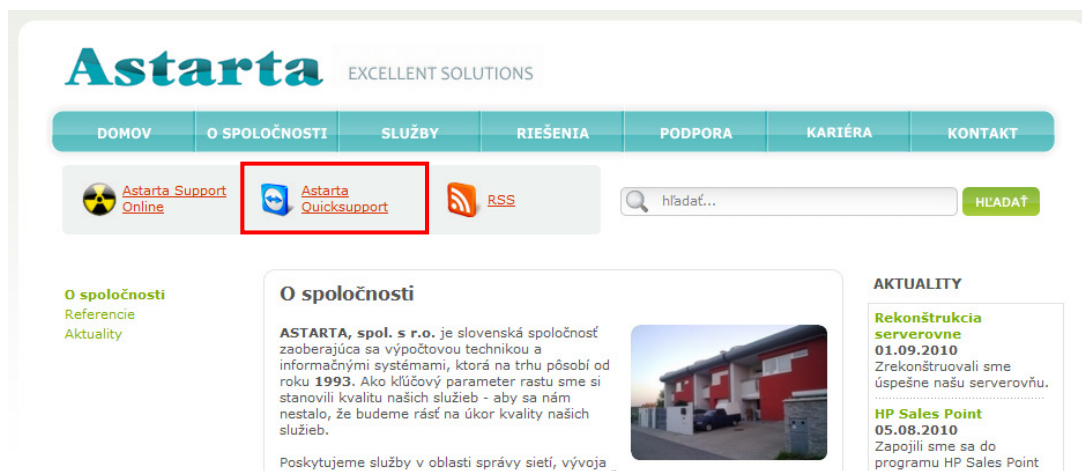 Astarta EXCELLENT SOLUTIONS
DOMOV O SPOLOČNOSTI SLUŽBY RIEŠENIA PODPORA KARIÉRA KONTAKT
Astarta Support
Online
Astarta
Quicksupport
RSS
hľadať...
HĽADAŤ
O spoločnosti
Referencie
Aktuality
O spoločnosti
ASTARTA, spol. s r.o. je slovenská spoločnosť
zaoberajúca sa výpočtovou technikou a
informačnými systémami, ktorá na trhu pôsobí od
roku 1993. Ako kľúčový parameter rastu sme si
stanovili kvalitu našich služieb - aby sa nám
nestalo, že budeme rásť na úkor kvality našich
služieb.
Poskytujeme služby v oblasti správy sietí, vývoja
AKTUALITY
Rekonštrukcia
serverovne
01.09.2010
Zrekonštruovali sme
úspešne našu serverovňu.
HP Sales Point
05.08.2010
Zapojili sme sa do
programu HP Sales Point